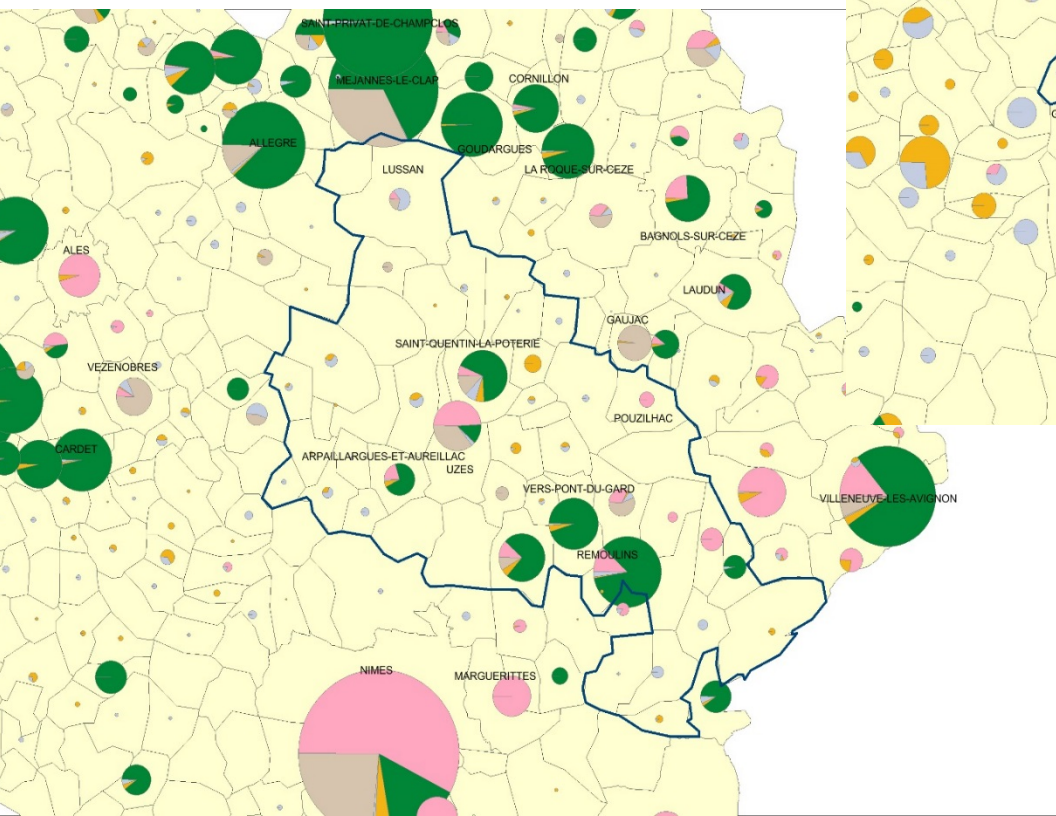 SAINT-PRIVAT-DE-CHAMPCLOS
MEJANNES-LE-CLAP
CORNILLON
ALLEGRE
GOUDARGUES
LUSSAN
LA ROQUE-SUR-CEZE
BAGNOLS-SUR-CEZE
ALES
LAUDUN
GAUJAC
SAINT-QUENTIN-LA-POTERIE
VEZENOBRES
POUZILHAC
CARDET
ARPAILLARGUES-ET-AUREILLAC
UZES
VERS-PONT-DU-GARD
VILLENEUVE-LES-AVIGNON
REMOULINS
NIMES
MARGUERITTES